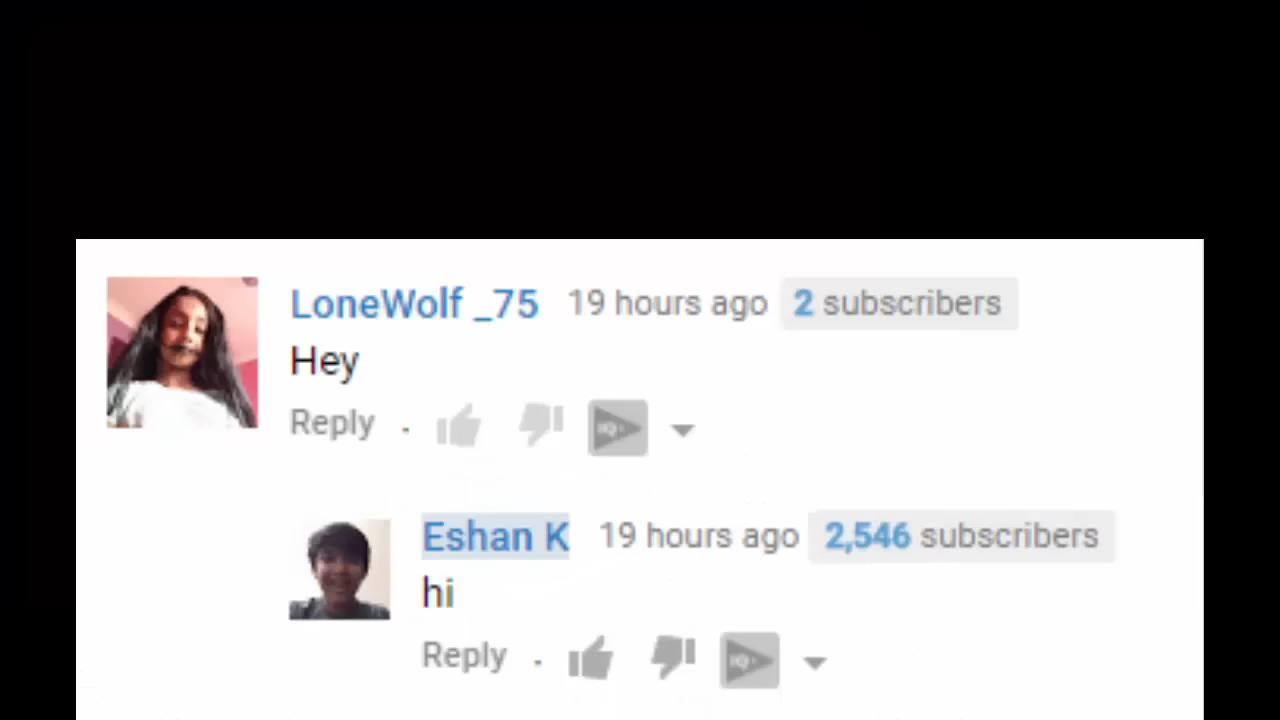 LoneWolf _75 19 hours ago 2 subscribers
Hey
Reply .
Eshan K 19 hours ago 2,546 subscribers
hi
Reply .